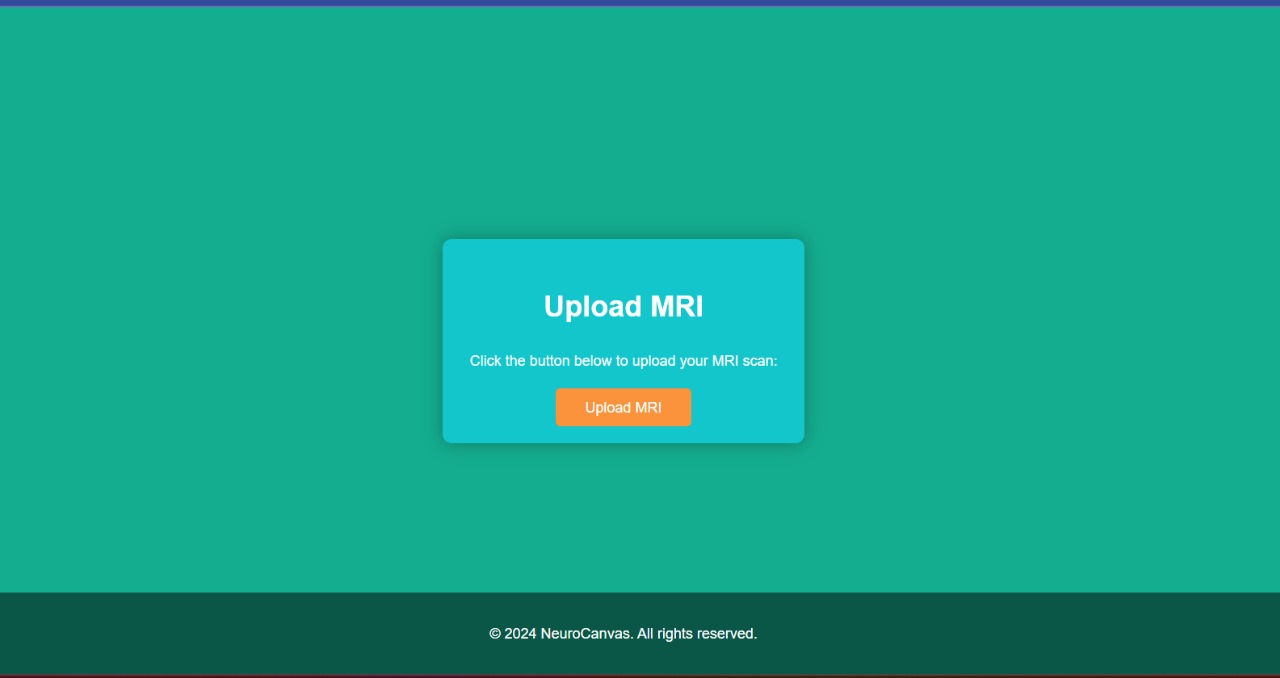 Upload MRI
Click the button below to upload your MRI scan:
Upload MRI
© 2024 NeuroCanvas. All rights reserved.